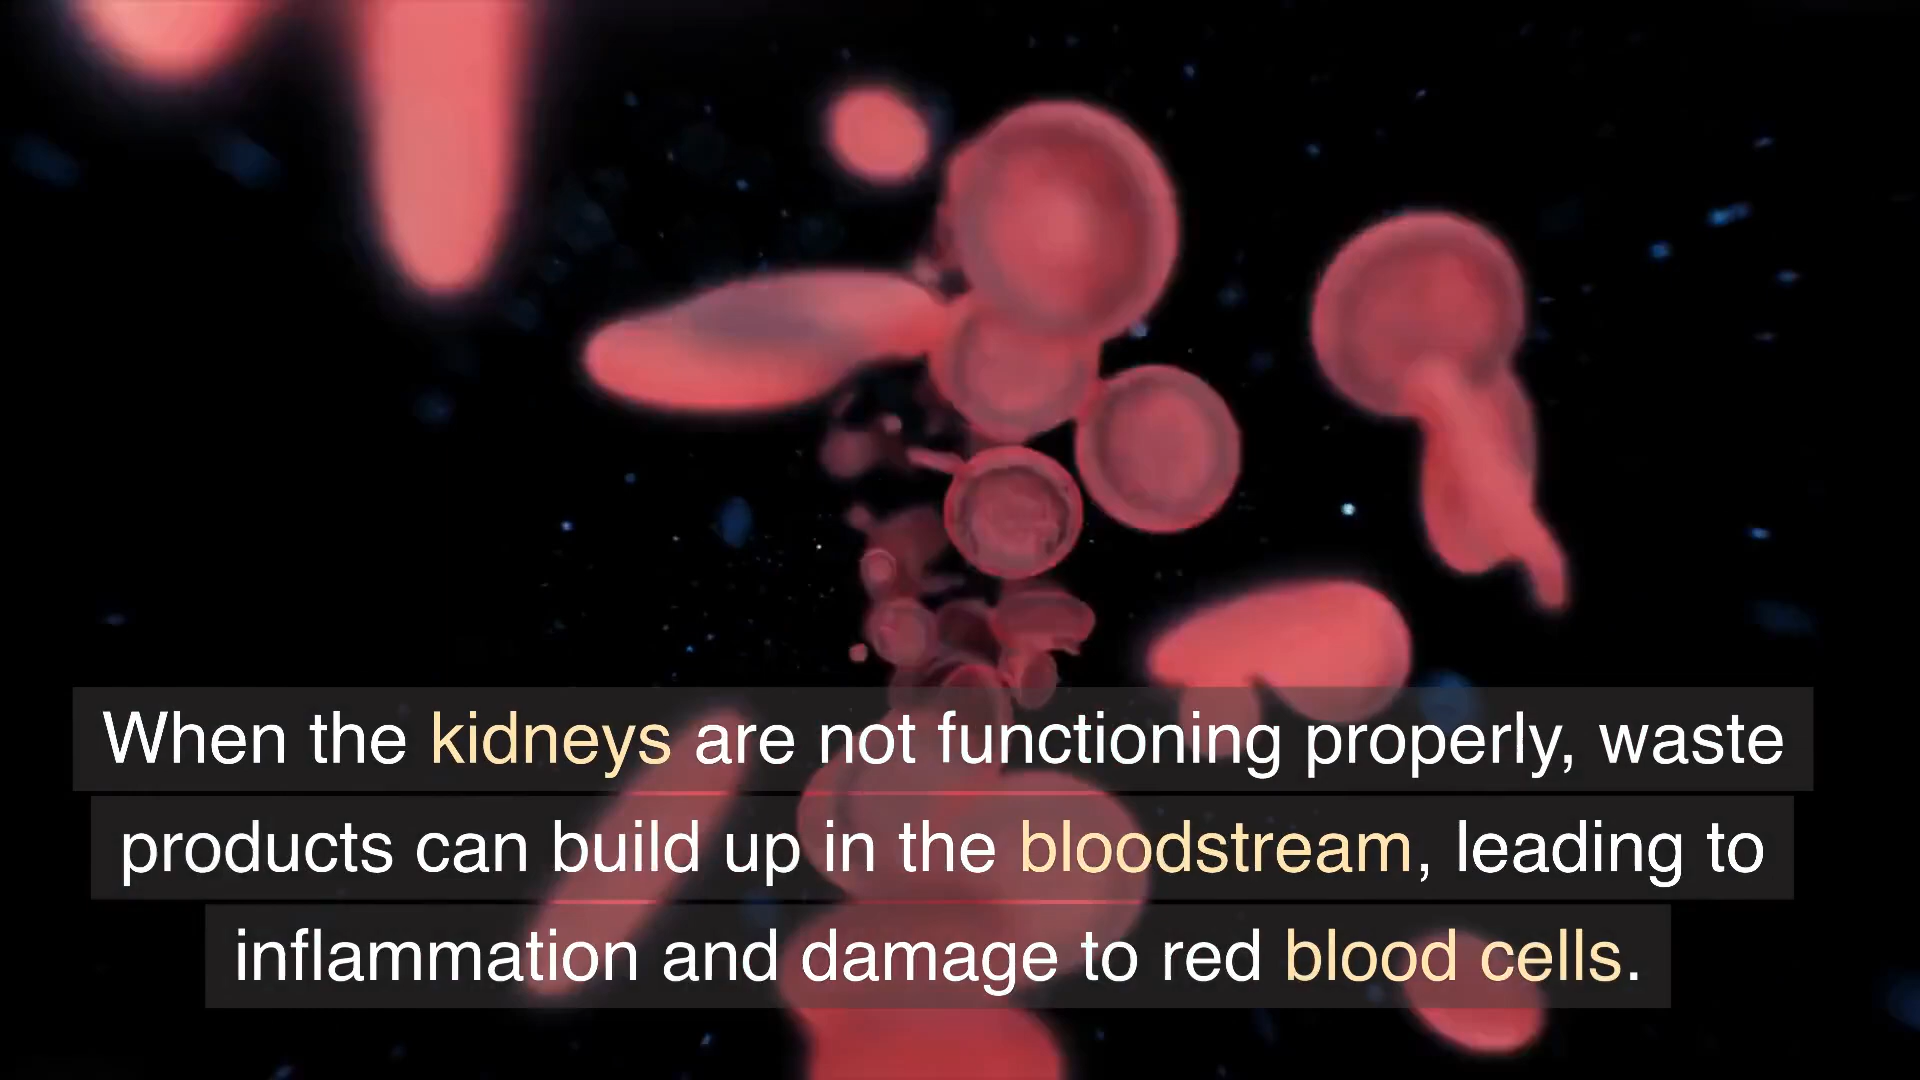 When the kidneys are not functioning properly, waste
products can build up in the bloodstream, leading to
inflammation and damage to red blood cells.